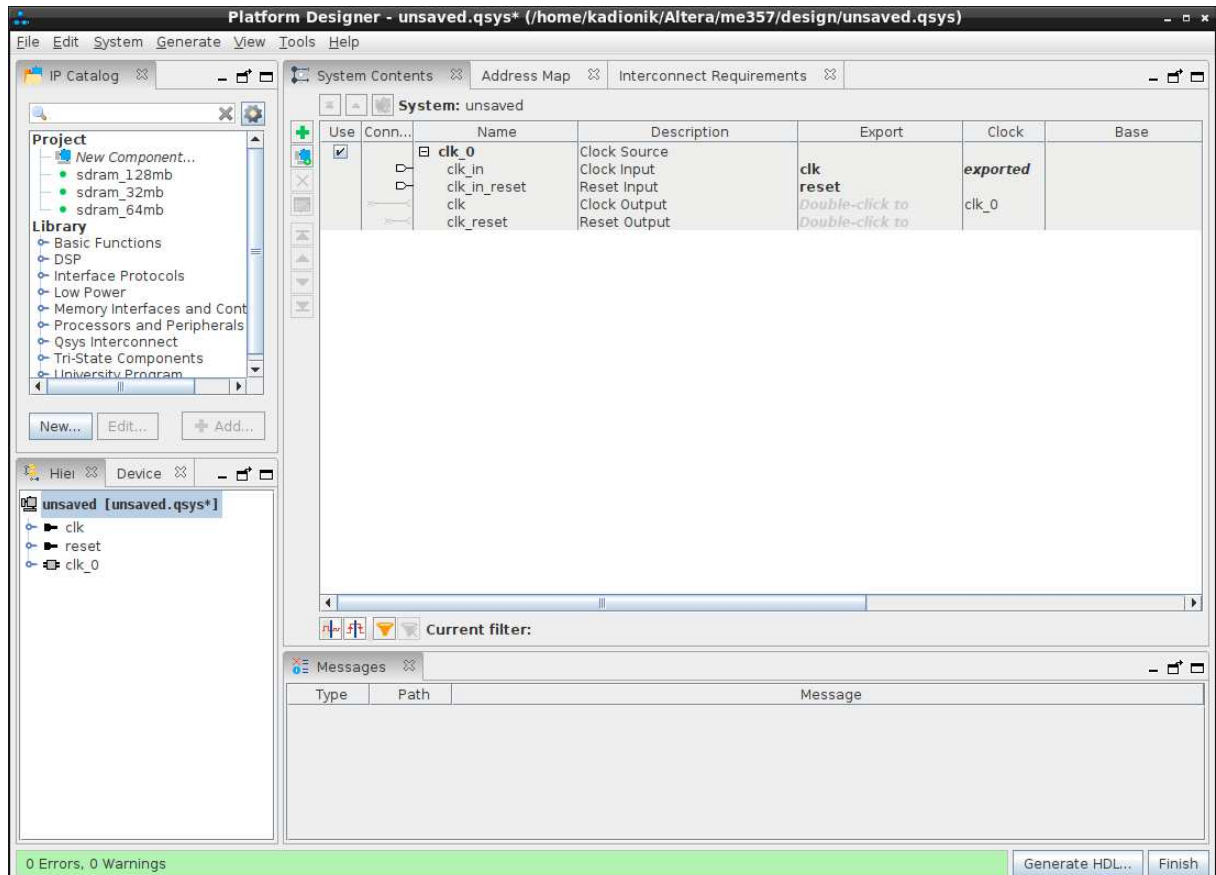 Platform Designer - unsaved.qsys* (/home/kadionik/Altera/me357/design/unsaved.qsys)
File Edit System Generate View Tools Help
IP Catalog
Project
New Component...
sdram_128mb
sdram_32mb
sdram_64mb
Library
Basic Functions
DSP
Interface Protocols
Low Power
Memory Interfaces and Cont
Processors and Peripherals
Qsys Interconnect
Tri-State Components
University Program
New... Edit... Add...
Hier Device
unsaved [unsaved.qsys*]
clk
reset
clk_0
System Contents Address Map Interconnect Requirements
System: unsaved
Use Conn... Name Description Export Clock Base
clk_0 Clock Source
clk_in Clock Input clk exported
clk_in_reset Reset Input reset
clk Clock Output Double-click to clk_0
clk_reset Reset Output Double-click to
Current filter:
Messages
Type Path Message
0 Errors, 0 Warnings
Generate HDL... Finish